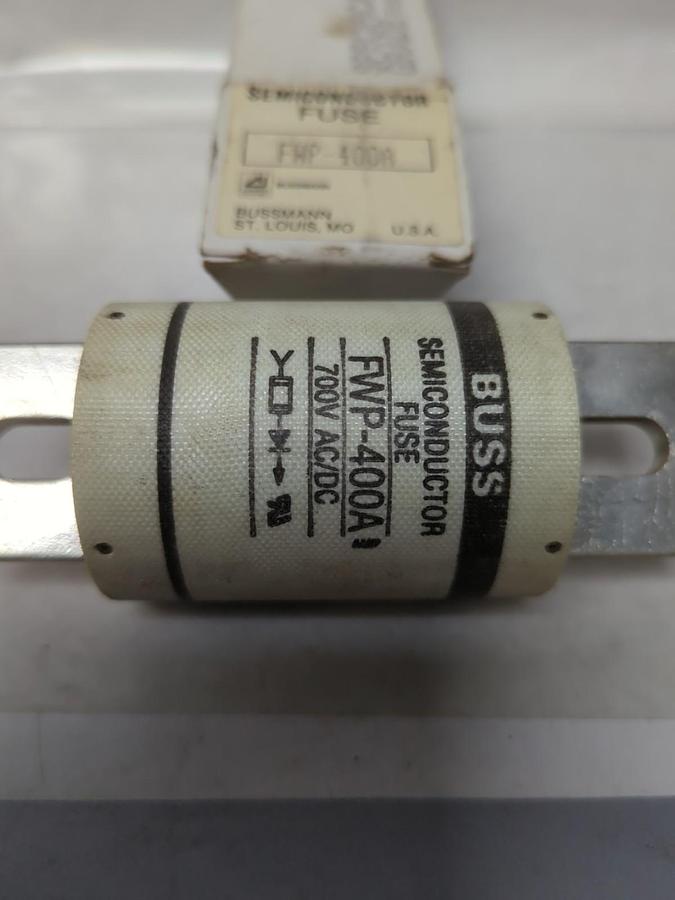 SEMICONDUCTOR
FUSE
FWP-400A
BUSSMANN
ST. LOUIS, MO U.S.A.
BUSS
SEMICONDUCTOR
FUSE
FWP-400A
700V AC/DC